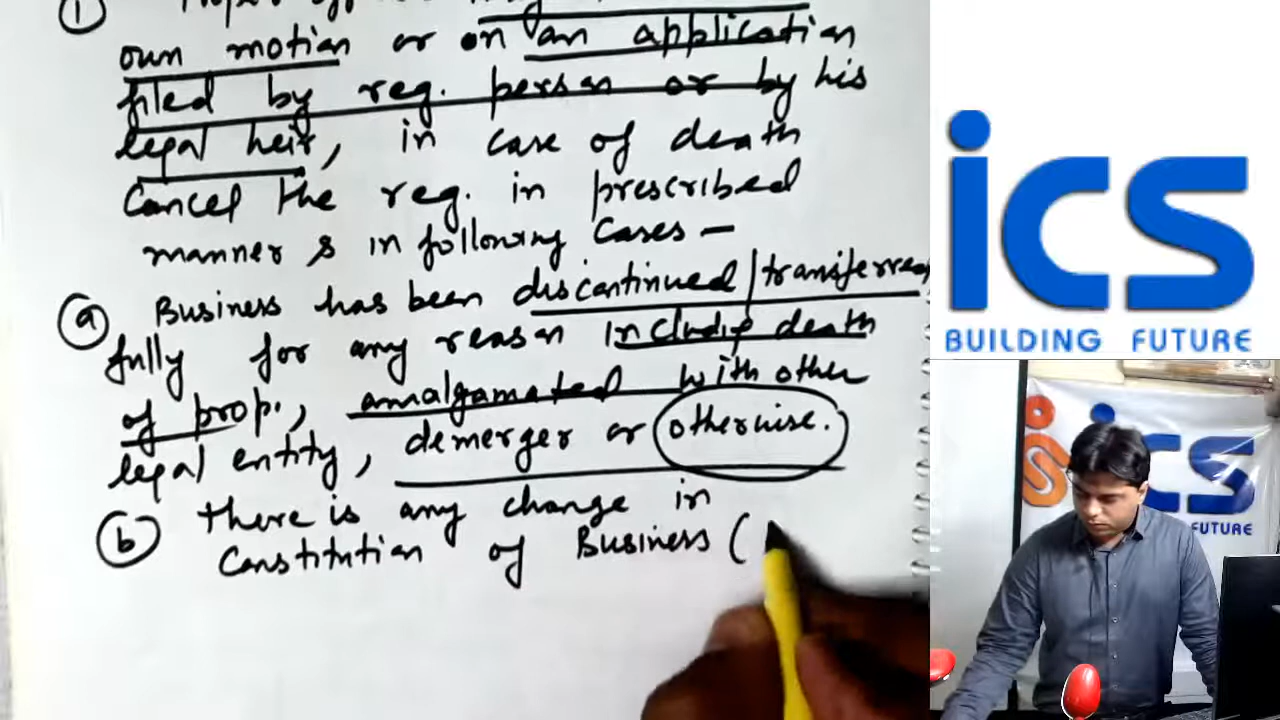 1
own motion or on an application
filed by reg. person or by his
legal heir, in case of death
Cancel the reg. in prescribed
manner & in following Cases –
a Business has been discontinued/transferred
fully for any reason includig death
of prop., amalgamated with other
legal entity, demerger or otherwise.
b There is any change in
Constitution of Business (
ics
BUILDING FUTURE
ics
FUTURE